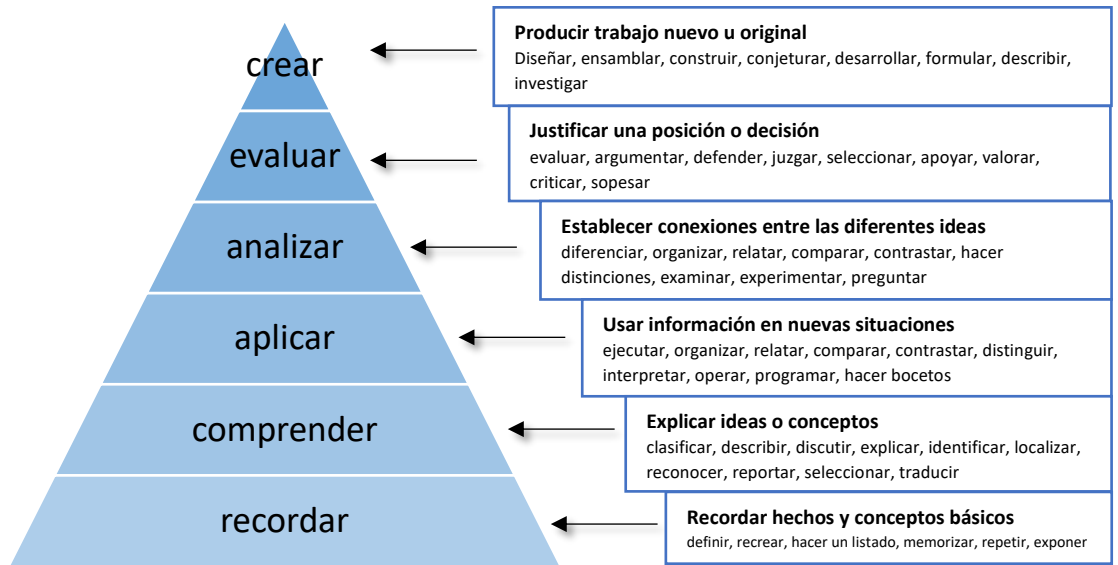 crear
Producir trabajo nuevo u original
Diseñar, ensamblar, construir, conjeturar, desarrollar, formular, describir,
investigar
evaluar
Justificar una posición o decisión
evaluar, argumentar, defender, juzgar, seleccionar, apoyar, valorar,
criticar, sopesar
analizar
Establecer conexiones entre las diferentes ideas
diferenciar, organizar, relatar, comparar, contrastar, hacer
distinciones, examinar, experimentar, preguntar
aplicar
Usar información en nuevas situaciones
ejecutar, organizar, relatar, comparar, contrastar, distinguir,
interpretar, operar, programar, hacer bocetos
comprender
Explicar ideas o conceptos
clasificar, describir, discutir, explicar, identificar, localizar,
reconocer, reportar, seleccionar, traducir
recordar
Recordar hechos y conceptos básicos
definir, recrear, hacer un listado, memorizar, repetir, exponer